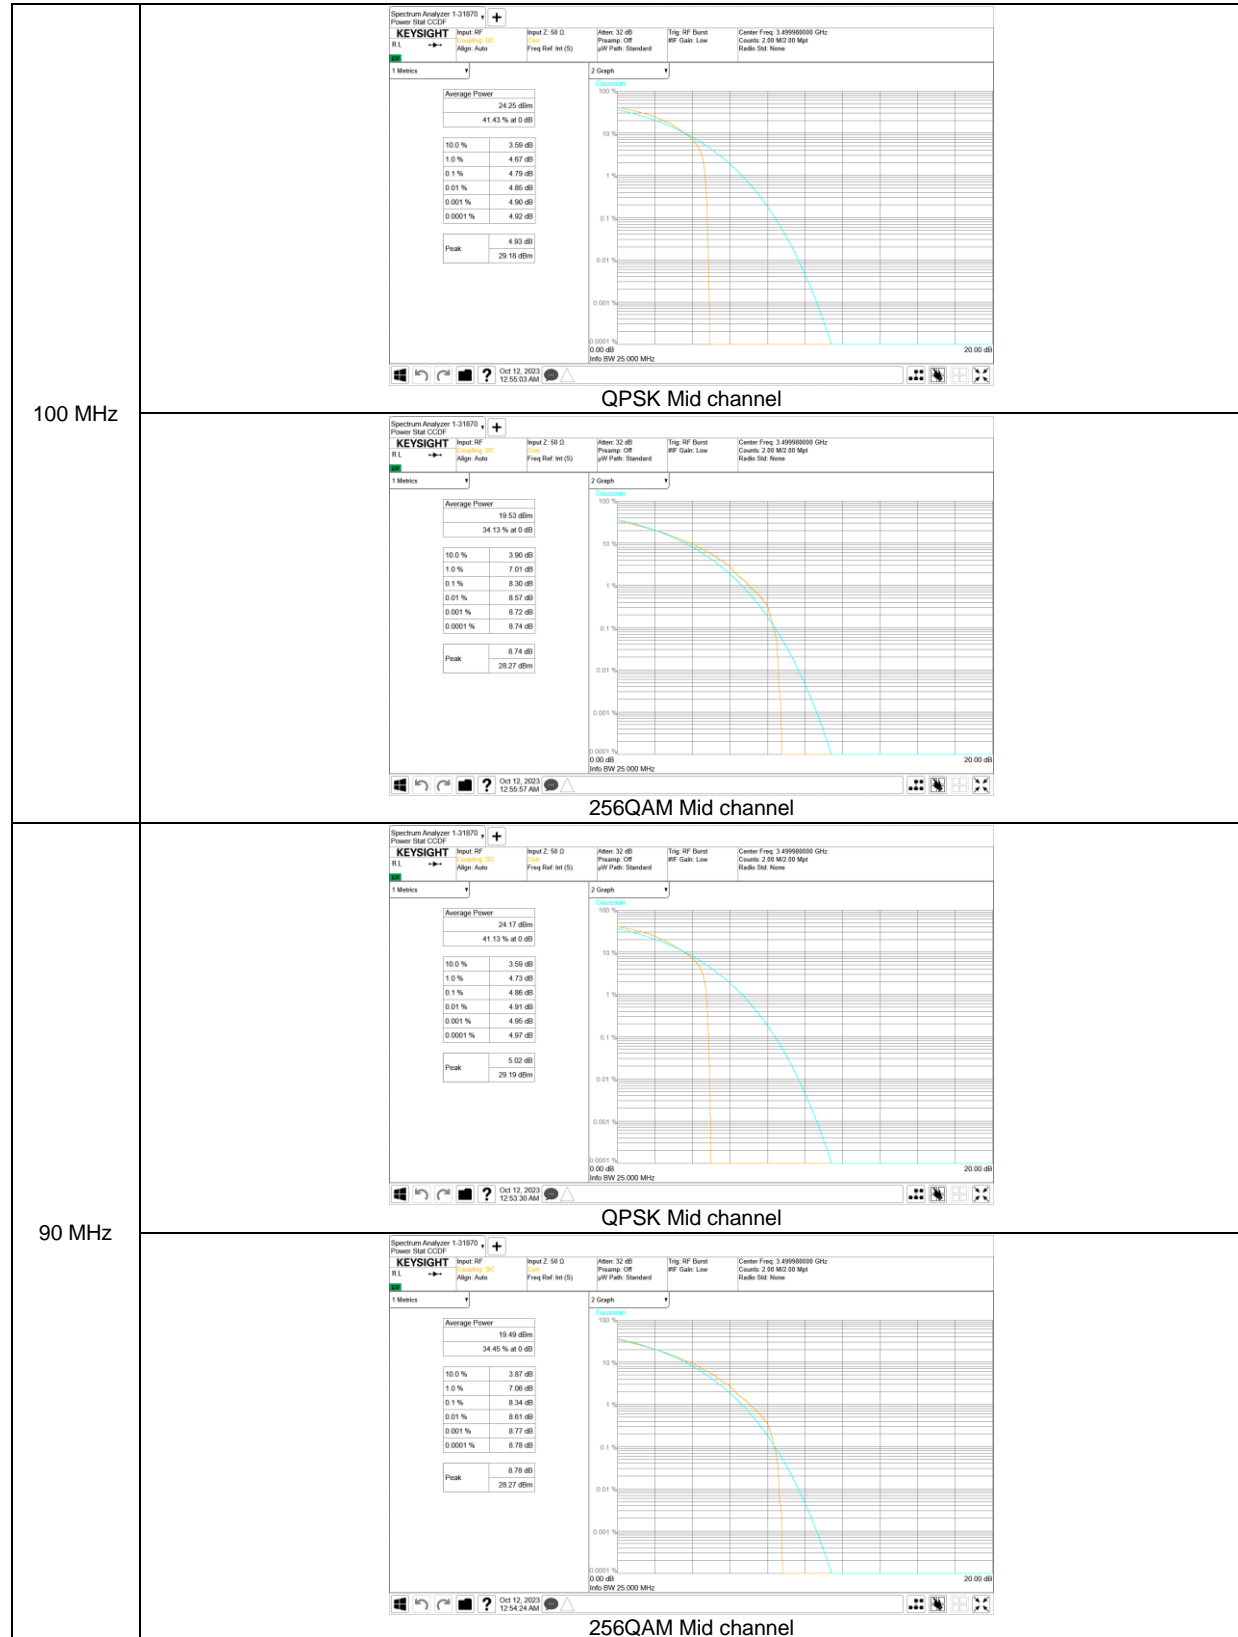 100 MHz
Spectrum Analyzer 1-31870
Power Stat CCDF
KEYSIGHT
R L
Input: RF
Coupling: DC
Align: Auto
Input Z: 50 Ω
Corr
Freq Ref: Int (S)
Atten: 32 dB
Preamp: Off
µW Path: Standard
Trig: RF Burst
#IF Gain: Low
Center Freq: 3.499980000 GHz
Counts: 2.00 M/2.00 Mpt
Radio Std: None
1 Metrics
Average Power
24.25 dBm
41.43 % at 0 dB
10.0 % 3.59 dB
1.0 % 4.67 dB
0.1 % 4.79 dB
0.01 % 4.85 dB
0.001 % 4.90 dB
0.0001 % 4.92 dB
Peak
4.93 dB
29.18 dBm
2 Graph
Gaussian
100 %
10 %
1 %
0.1 %
0.01 %
0.001 %
0.0001 %
0.00 dB 20.00 dB
Info BW 25.000 MHz
Oct 12, 2023
12:55:03 AM
QPSK Mid channel
Spectrum Analyzer 1-31870
Power Stat CCDF
KEYSIGHT
R L
Input: RF
Coupling: DC
Align: Auto
Input Z: 50 Ω
Corr
Freq Ref: Int (S)
Atten: 32 dB
Preamp: Off
µW Path: Standard
Trig: RF Burst
#IF Gain: Low
Center Freq: 3.499980000 GHz
Counts: 2.00 M/2.00 Mpt
Radio Std: None
1 Metrics
Average Power
19.53 dBm
34.13 % at 0 dB
10.0 % 3.90 dB
1.0 % 7.01 dB
0.1 % 8.30 dB
0.01 % 8.57 dB
0.001 % 8.72 dB
0.0001 % 8.74 dB
Peak
8.74 dB
28.27 dBm
2 Graph
Gaussian
100 %
10 %
1 %
0.1 %
0.01 %
0.001 %
0.0001 %
0.00 dB 20.00 dB
Info BW 25.000 MHz
Oct 12, 2023
12:55:57 AM
256QAM Mid channel
90 MHz
Spectrum Analyzer 1-31870
Power Stat CCDF
KEYSIGHT
R L
Input: RF
Coupling: DC
Align: Auto
Input Z: 50 Ω
Corr
Freq Ref: Int (S)
Atten: 32 dB
Preamp: Off
µW Path: Standard
Trig: RF Burst
#IF Gain: Low
Center Freq: 3.499980000 GHz
Counts: 2.00 M/2.00 Mpt
Radio Std: None
1 Metrics
Average Power
24.17 dBm
41.13 % at 0 dB
10.0 % 3.59 dB
1.0 % 4.73 dB
0.1 % 4.86 dB
0.01 % 4.91 dB
0.001 % 4.95 dB
0.0001 % 4.97 dB
Peak
5.02 dB
29.19 dBm
2 Graph
Gaussian
100 %
10 %
1 %
0.1 %
0.01 %
0.001 %
0.0001 %
0.00 dB 20.00 dB
Info BW 25.000 MHz
Oct 12, 2023
12:53:30 AM
QPSK Mid channel
Spectrum Analyzer 1-31870
Power Stat CCDF
KEYSIGHT
R L
Input: RF
Coupling: DC
Align: Auto
Input Z: 50 Ω
Corr
Freq Ref: Int (S)
Atten: 32 dB
Preamp: Off
µW Path: Standard
Trig: RF Burst
#IF Gain: Low
Center Freq: 3.499980000 GHz
Counts: 2.00 M/2.00 Mpt
Radio Std: None
1 Metrics
Average Power
19.49 dBm
34.45 % at 0 dB
10.0 % 3.87 dB
1.0 % 7.06 dB
0.1 % 8.34 dB
0.01 % 8.61 dB
0.001 % 8.77 dB
0.0001 % 8.78 dB
Peak
8.78 dB
28.27 dBm
2 Graph
Gaussian
100 %
10 %
1 %
0.1 %
0.01 %
0.001 %
0.0001 %
0.00 dB 20.00 dB
Info BW 25.000 MHz
Oct 12, 2023
12:54:24 AM
256QAM Mid channel